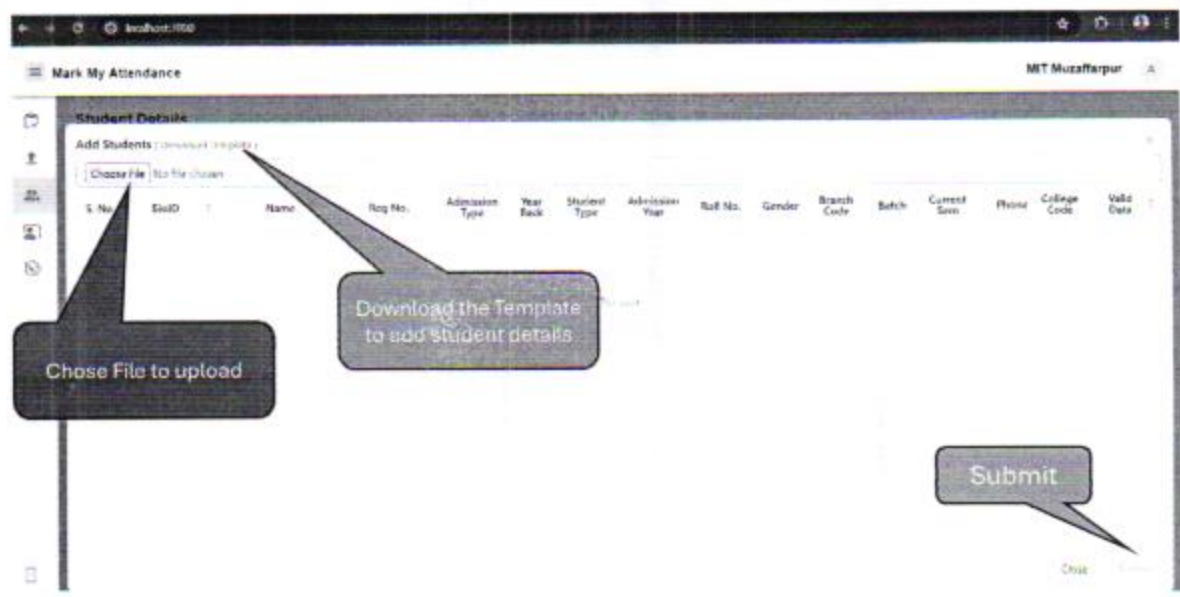 Mark My Attendance
MIT Muzaffarpur
A
Student Details
Add Students
Choose File No file chosen
S. No.
Name
Reg No.
Admission Type
Year Back
Student Type
Admission Year
Roll No.
Gender
Branch Code
Batch
Current Sem
Phone
College Code
Valid Data
Download the Template
to add student details
Chose File to upload
Submit
Close